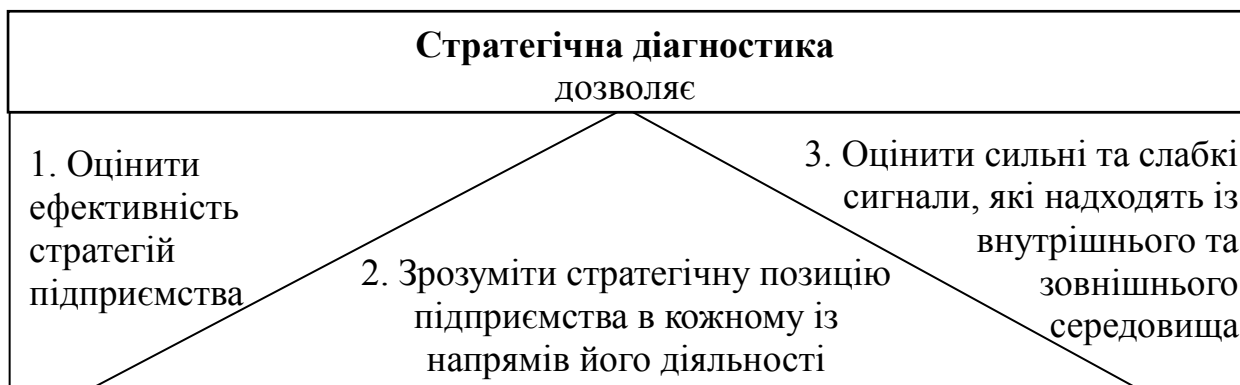 Стратегічна діагностика
дозволяє
1. Оцінити
ефективність
стратегій
підприємства
2. Зрозуміти стратегічну позицію
підприємства в кожному із
напрямів його діяльності
3. Оцінити сильні та слабкі
сигнали, які надходять із
внутрішнього та
зовнішнього
середовища